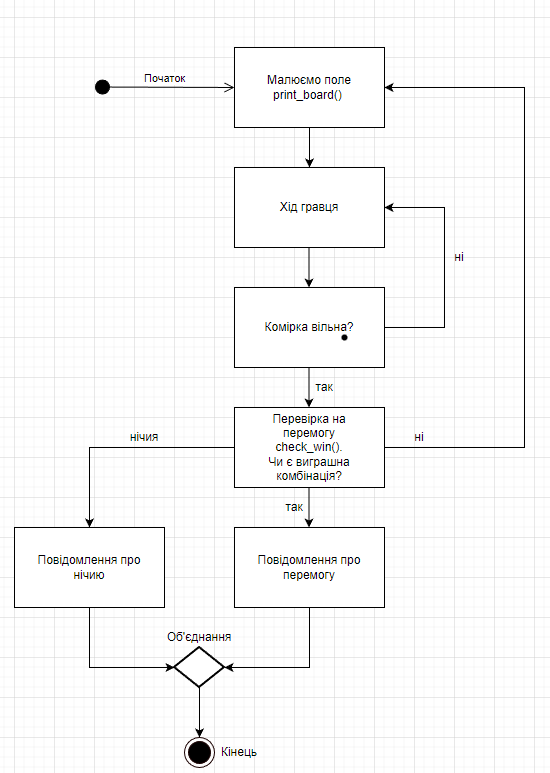 Початок
Малюємо поле
print_board()
Хід гравця
ні
Комірка вільна?
так
Перевірка на
перемогу
check_win().
Чи є виграшна
комбінація?
нічия
ні
так
Повідомлення про
нічию
Повідомлення про
перемогу
Об'єднання
Кінець